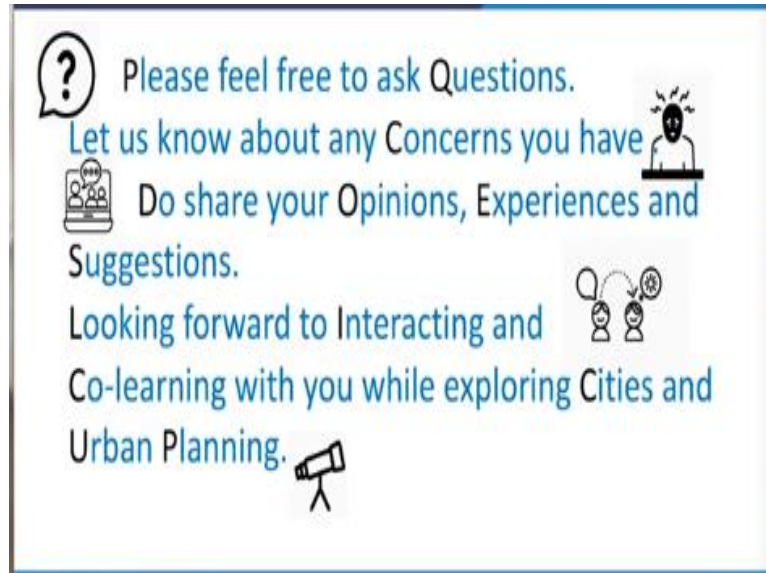 Please feel free to ask Questions.
Let us know about any Concerns you have.
Do share your Opinions, Experiences and
Suggestions.
Looking forward to Interacting and
Co-learning with you while exploring Cities and
Urban Planning.